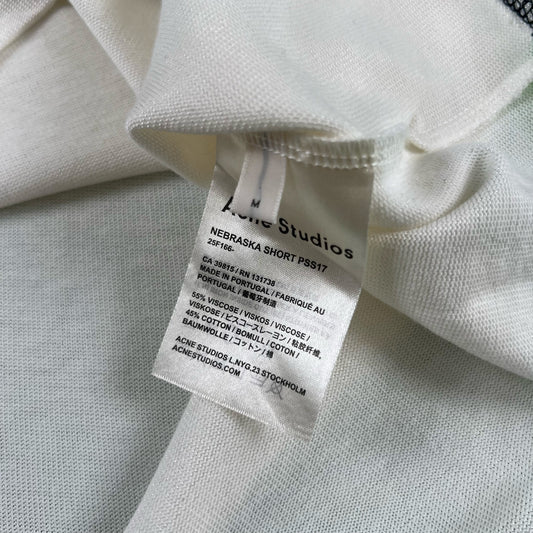 M
Acne Studios
NEBRASKA SHORT PSS17
25F166-
CA 39815 / RN 131738
MADE IN PORTUGAL / FABRIQUÉ AU
PORTUGAL / 葡萄牙制造
55% VISCOSE / VISKOS / VISCOSE /
VISKOSE / ビスコースレーヨン / 粘胶纤维,
45% COTTON / BOMULL / COTON /
BAUMWOLLE / コットン / 棉
ACNE STUDIOS L.NYG.23 STOCKHOLM
ACNESTUDIOS.COM